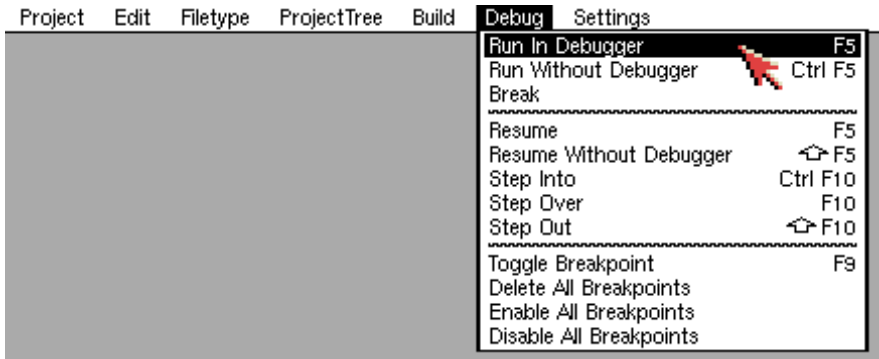 Project Edit Filetype ProjectTree Build Debug Settings
Run In Debugger F5
Run Without Debugger Ctrl F5
Break
Resume F5
Resume Without Debugger ⇧ F5
Step Into Ctrl F10
Step Over F10
Step Out ⇧ F10
Toggle Breakpoint F9
Delete All Breakpoints
Enable All Breakpoints
Disable All Breakpoints